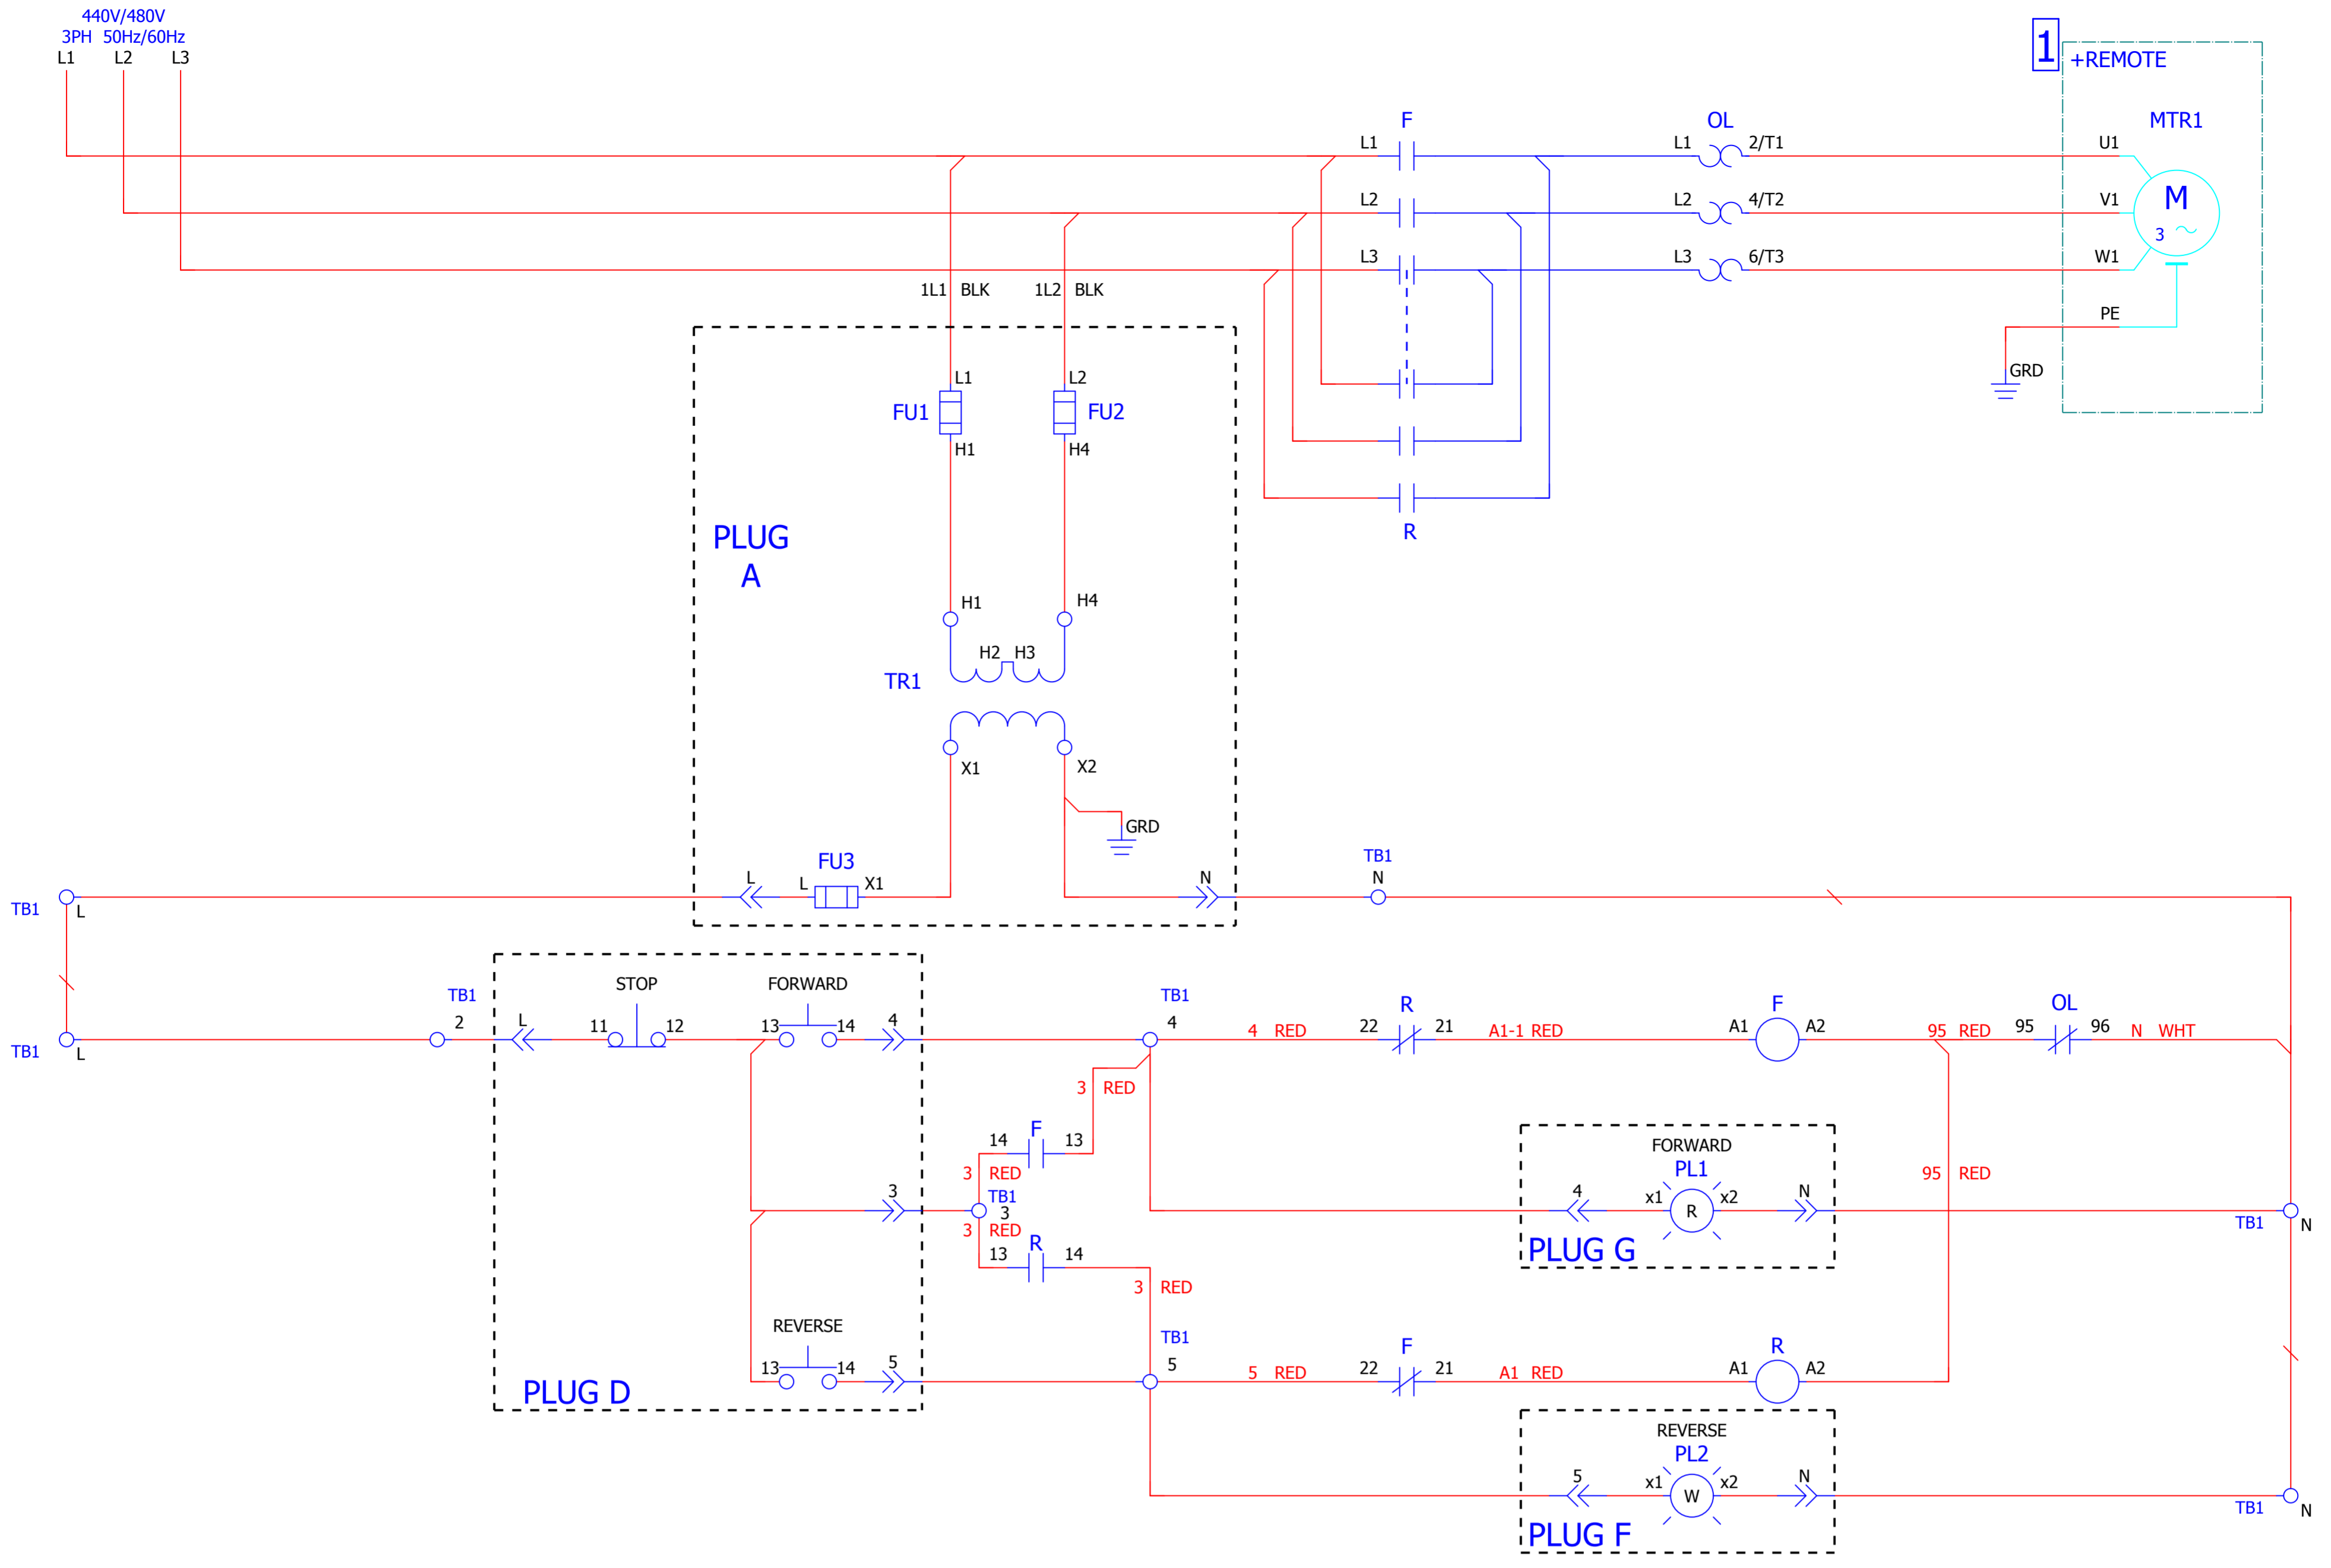 440V/480V
3PH 50Hz/60Hz
L1 L2 L3
1 +REMOTE
F OL MTR1
L1 L1 2/T1 U1
L2 L2 4/T2 V1
M
3
L3 L3 6/T3 W1
1L1 BLK 1L2 BLK
PE
GRD
L1 L2
FU1 FU2
H1 H4
R
PLUG
A
H1 H4
H2 H3
TR1
X1 X2
GRD
FU3
TB1
L L X1 N N
TB1 L
STOP FORWARD
TB1 TB1 R F OL
2 L 11 12 13 14 4 4
4 RED 22 21 A1-1 RED A1 A2 95 RED 95 96 N WHT
TB1 L
3 RED
F
14 13
FORWARD
PL1
3 RED 95 RED
TB1
3 3 4 x1 x2 N
R
TB1 N
3 RED
R
PLUG G
13 14
3 RED
REVERSE TB1 F R
13 14 5 5
5 RED 22 21 A1 RED A1 A2
PLUG D
REVERSE
PL2
5 x1 x2 N
W
TB1 N
PLUG F